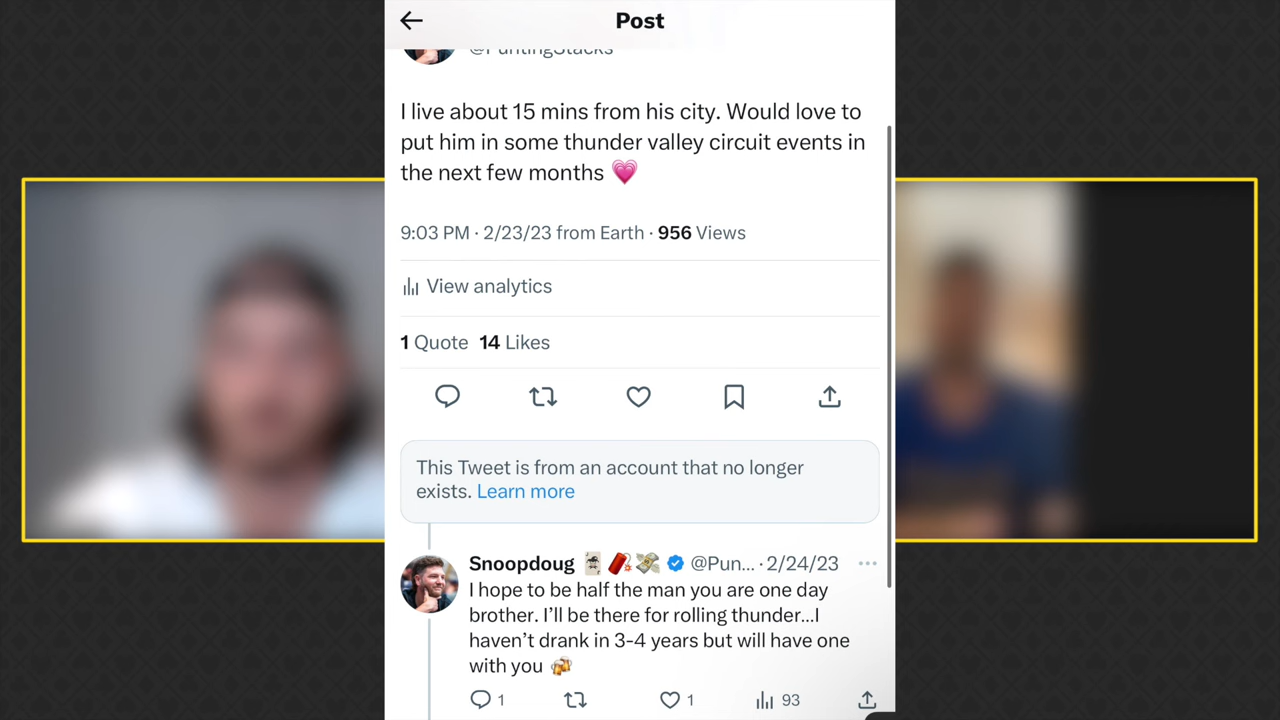 Post
@PuntingStacks
I live about 15 mins from his city. Would love to
put him in some thunder valley circuit events in
the next few months 💗
9:03 PM · 2/23/23 from Earth · 956 Views
View analytics
1 Quote 14 Likes
This Tweet is from an account that no longer
exists. Learn more
Snoopdoug 🃏🧨💸 @Pun... · 2/24/23
I hope to be half the man you are one day
brother. I’ll be there for rolling thunder...I
haven’t drank in 3-4 years but will have one
with you 🍻
1 1 93